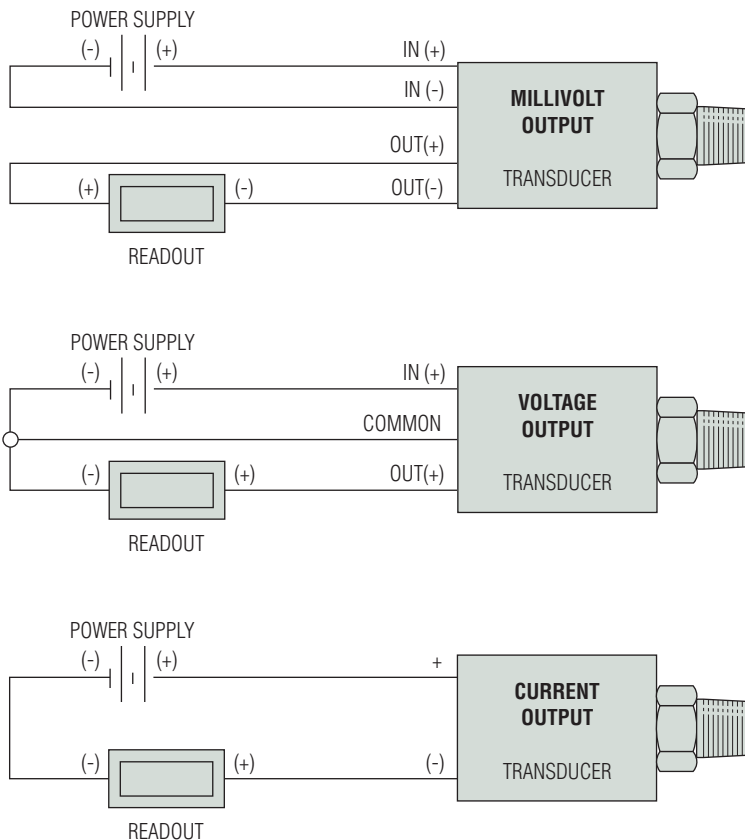 POWER SUPPLY
(-) (+) IN (+)
IN (-)
MILLIVOLT
OUTPUT
OUT(+)
TRANSDUCER
(+) (-) OUT(-)
READOUT
POWER SUPPLY
(-) (+) IN (+)
VOLTAGE
COMMON
OUTPUT
(-) (+) OUT(+)
TRANSDUCER
READOUT
POWER SUPPLY
(-) (+) +
CURRENT
OUTPUT
(-) (+) (-)
TRANSDUCER
READOUT